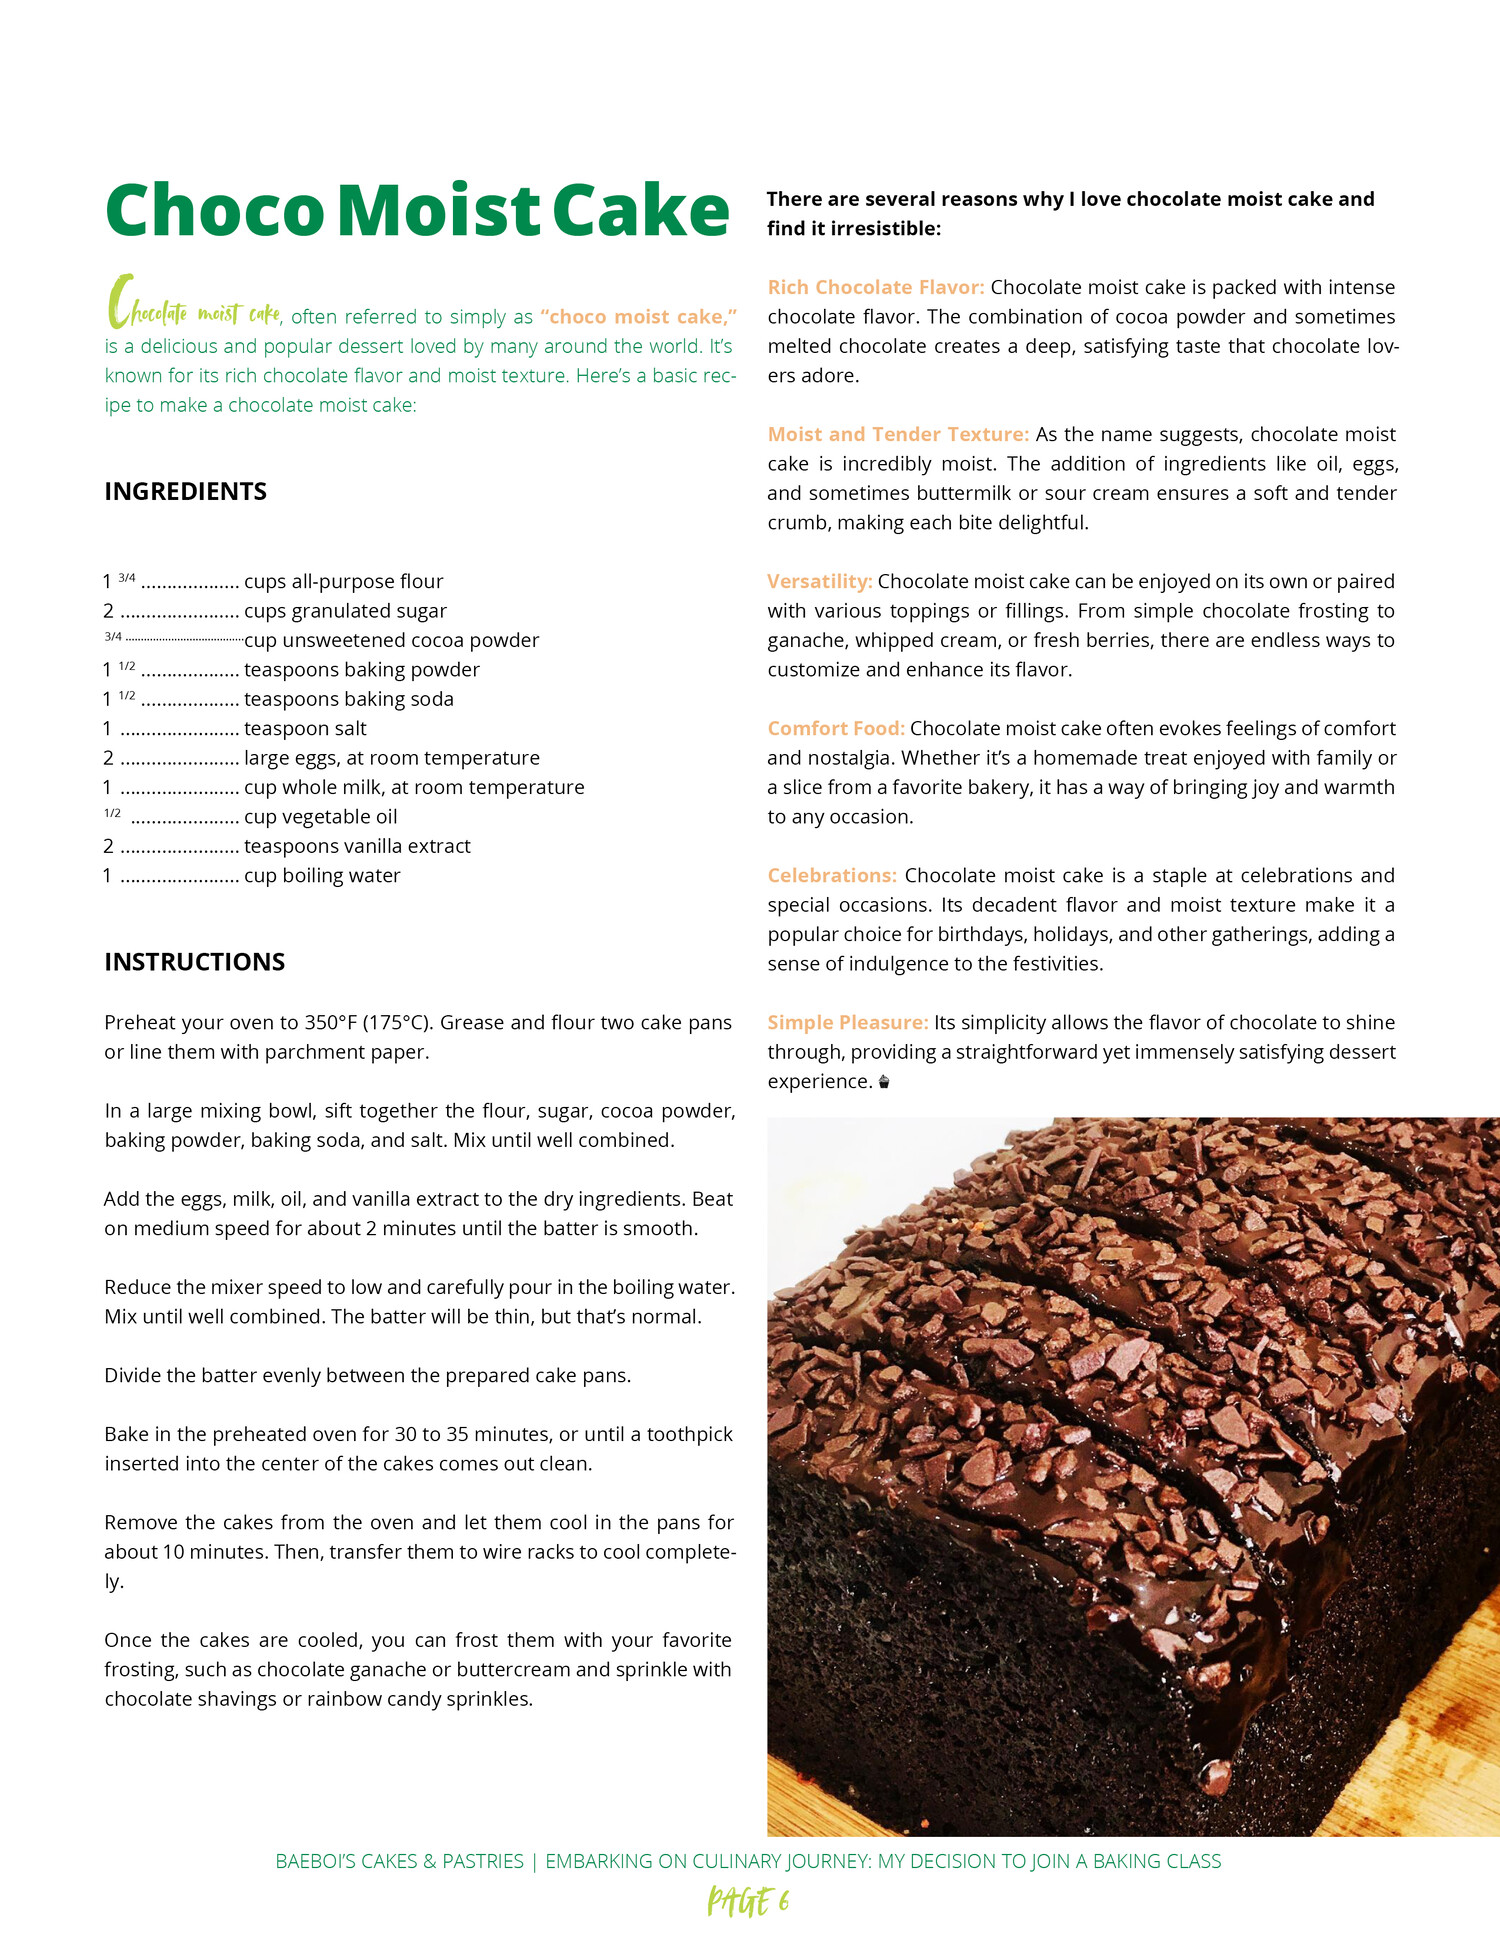 Choco Moist Cake
Chocolate moist cake, often referred to simply as “choco moist cake,”
is a delicious and popular dessert loved by many around the world. It’s
known for its rich chocolate flavor and moist texture. Here’s a basic rec-
ipe to make a chocolate moist cake:
INGREDIENTS
1 3/4 ................... cups all-purpose flour
2 ....................... cups granulated sugar
3/4 .......................................cup unsweetened cocoa powder
1 1/2 ................... teaspoons baking powder
1 1/2 ................... teaspoons baking soda
1 ....................... teaspoon salt
2 ....................... large eggs, at room temperature
1 ....................... cup whole milk, at room temperature
1/2 ..................... cup vegetable oil
2 ....................... teaspoons vanilla extract
1 ....................... cup boiling water
INSTRUCTIONS
Preheat your oven to 350°F (175°C). Grease and flour two cake pans
or line them with parchment paper.
In a large mixing bowl, sift together the flour, sugar, cocoa powder,
baking powder, baking soda, and salt. Mix until well combined.
Add the eggs, milk, oil, and vanilla extract to the dry ingredients. Beat
on medium speed for about 2 minutes until the batter is smooth.
Reduce the mixer speed to low and carefully pour in the boiling water.
Mix until well combined. The batter will be thin, but that’s normal.
Divide the batter evenly between the prepared cake pans.
Bake in the preheated oven for 30 to 35 minutes, or until a toothpick
inserted into the center of the cakes comes out clean.
Remove the cakes from the oven and let them cool in the pans for
about 10 minutes. Then, transfer them to wire racks to cool complete-
ly.
Once the cakes are cooled, you can frost them with your favorite
frosting, such as chocolate ganache or buttercream and sprinkle with
chocolate shavings or rainbow candy sprinkles.
There are several reasons why I love chocolate moist cake and
find it irresistible:
Rich Chocolate Flavor: Chocolate moist cake is packed with intense
chocolate flavor. The combination of cocoa powder and sometimes
melted chocolate creates a deep, satisfying taste that chocolate lov-
ers adore.
Moist and Tender Texture: As the name suggests, chocolate moist
cake is incredibly moist. The addition of ingredients like oil, eggs,
and sometimes buttermilk or sour cream ensures a soft and tender
crumb, making each bite delightful.
Versatility: Chocolate moist cake can be enjoyed on its own or paired
with various toppings or fillings. From simple chocolate frosting to
ganache, whipped cream, or fresh berries, there are endless ways to
customize and enhance its flavor.
Comfort Food: Chocolate moist cake often evokes feelings of comfort
and nostalgia. Whether it’s a homemade treat enjoyed with family or
a slice from a favorite bakery, it has a way of bringing joy and warmth
to any occasion.
Celebrations: Chocolate moist cake is a staple at celebrations and
special occasions. Its decadent flavor and moist texture make it a
popular choice for birthdays, holidays, and other gatherings, adding a
sense of indulgence to the festivities.
Simple Pleasure: Its simplicity allows the flavor of chocolate to shine
through, providing a straightforward yet immensely satisfying dessert
experience.
BAEBOI’S CAKES & PASTRIES | EMBARKING ON CULINARY JOURNEY: MY DECISION TO JOIN A BAKING CLASS
PAGE 6